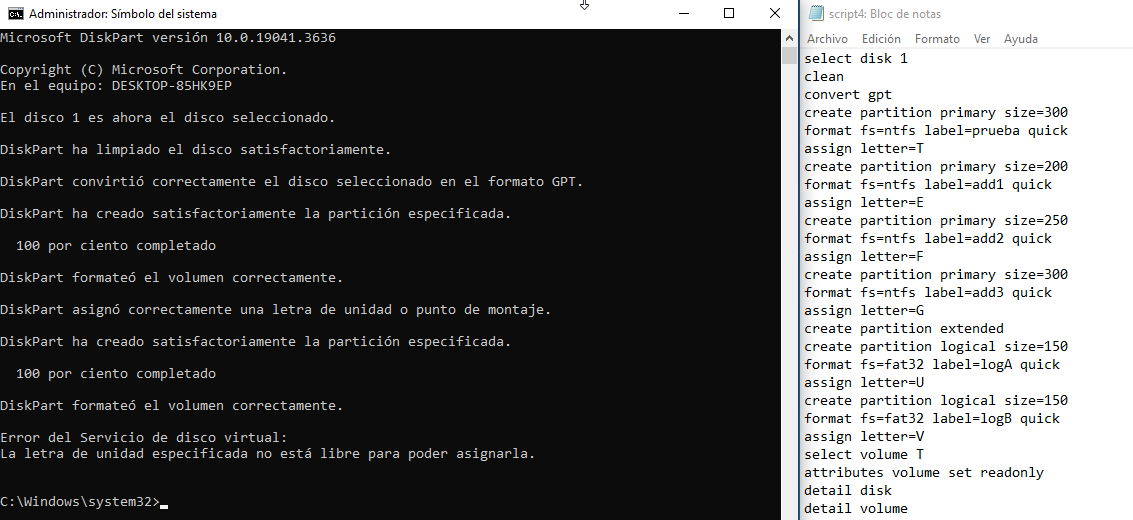 Administrador: Símbolo del sistema
Microsoft DiskPart versión 10.0.19041.3636
Copyright (C) Microsoft Corporation.
En el equipo: DESKTOP-85HK9EP
El disco 1 es ahora el disco seleccionado.
DiskPart ha limpiado el disco satisfactoriamente.
DiskPart convirtió correctamente el disco seleccionado en el formato GPT.
DiskPart ha creado satisfactoriamente la partición especificada.
100 por ciento completado
DiskPart formateó el volumen correctamente.
DiskPart asignó correctamente una letra de unidad o punto de montaje.
DiskPart ha creado satisfactoriamente la partición especificada.
100 por ciento completado
DiskPart formateó el volumen correctamente.
Error del Servicio de disco virtual:
La letra de unidad especificada no está libre para poder asignarla.
C:\Windows\system32>
script4: Bloc de notas
Archivo Edición Formato Ver Ayuda
select disk 1
clean
convert gpt
create partition primary size=300
format fs=ntfs label=prueba quick
assign letter=T
create partition primary size=200
format fs=ntfs label=add1 quick
assign letter=E
create partition primary size=250
format fs=ntfs label=add2 quick
assign letter=F
create partition primary size=300
format fs=ntfs label=add3 quick
assign letter=G
create partition extended
create partition logical size=150
format fs=fat32 label=logA quick
assign letter=U
create partition logical size=150
format fs=fat32 label=logB quick
assign letter=V
select volume T
attributes volume set readonly
detail disk
detail volume